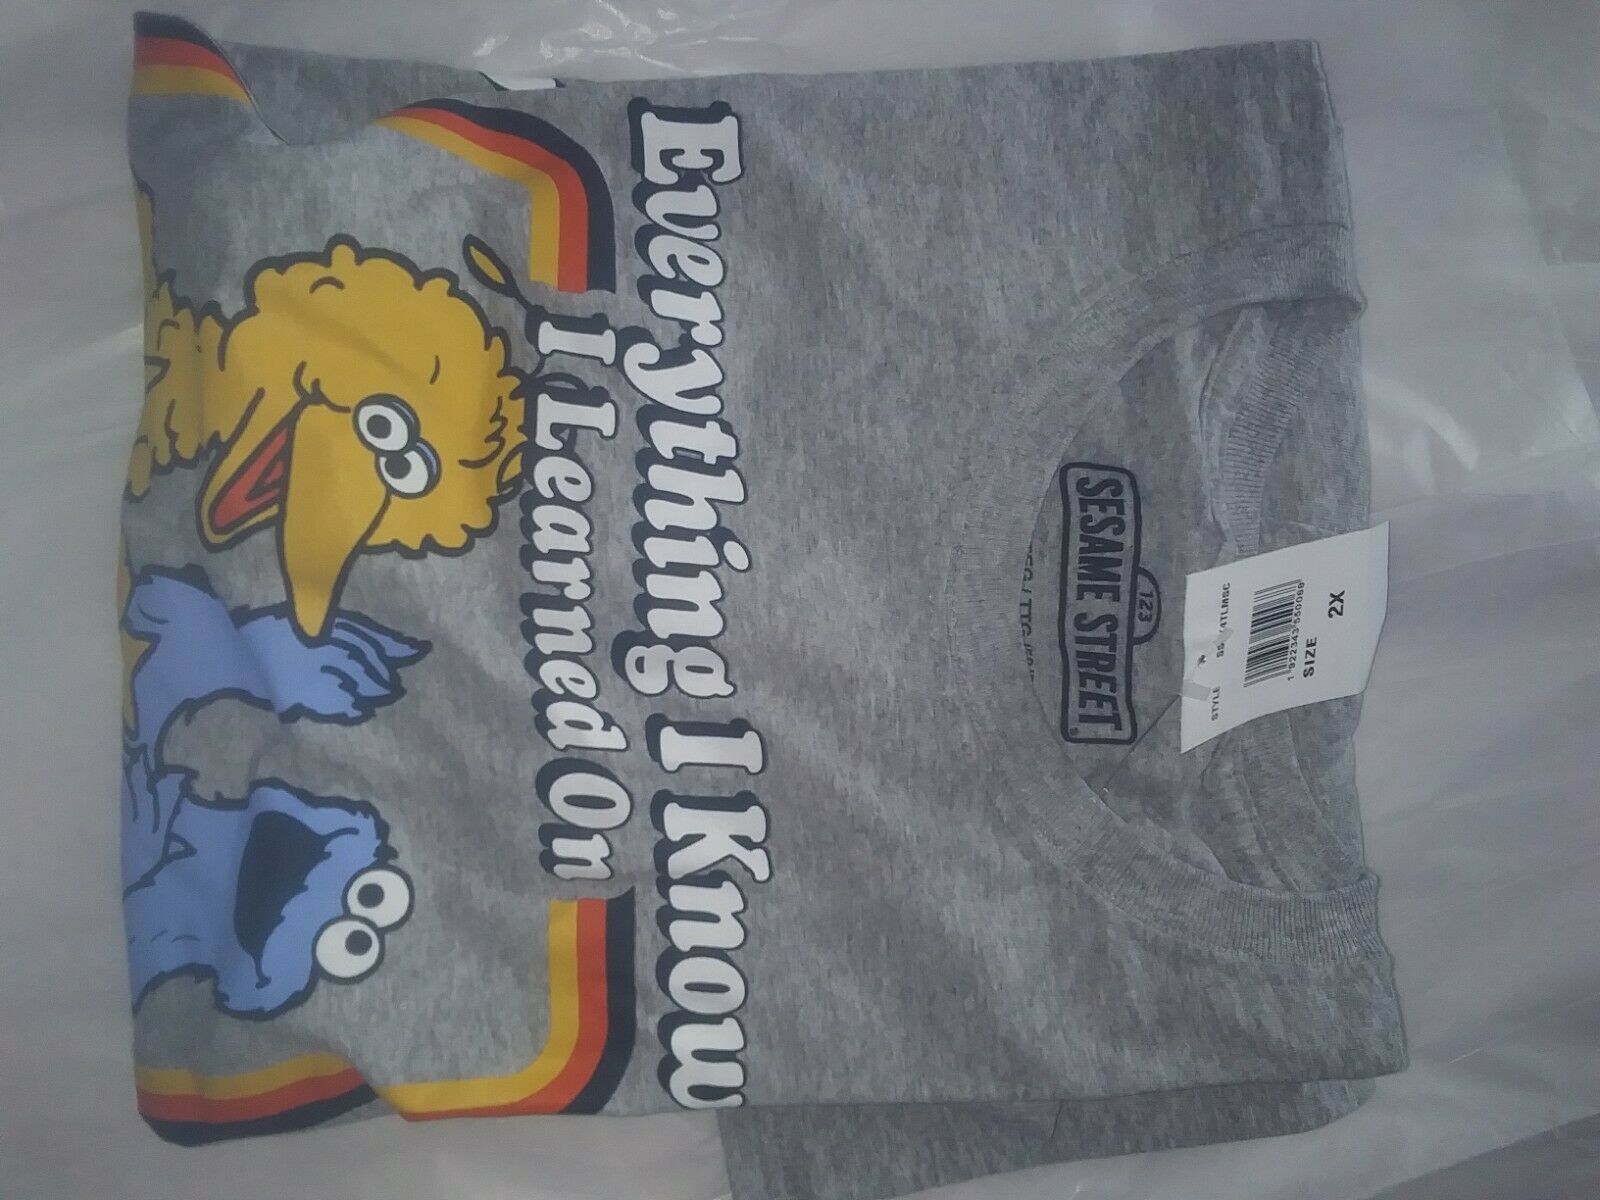 Everything I Know
I Learned On
123
SESAME STREET
®
STYLE
SIZE
2X